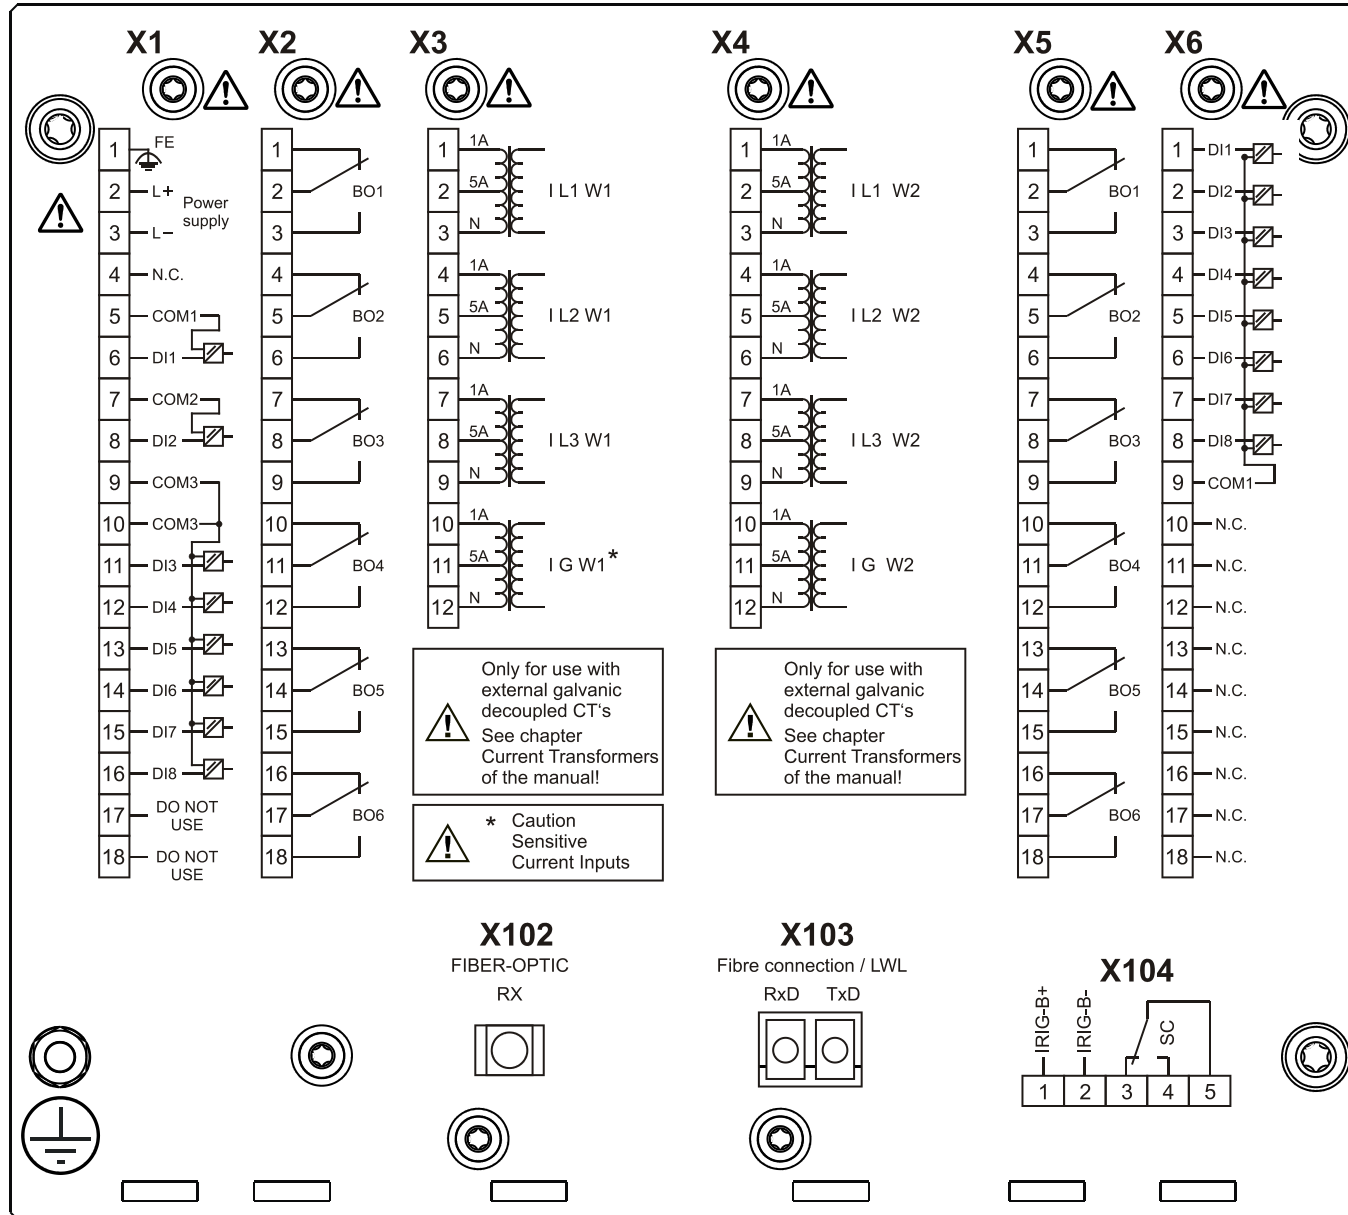 X1
X2
X3
X4
X5
X6
1
FE
2
L+
Power
supply
3
L–
4
N.C.
5
COM1
6
DI1
7
COM2
8
DI2
9
COM3
10
COM3
11
DI3
12
DI4
13
DI5
14
DI6
15
DI7
16
DI8
17
DO NOT
USE
18
DO NOT
USE
1
2
BO1
3
4
5
BO2
6
7
8
BO3
9
10
11
BO4
12
13
14
BO5
15
16
17
BO6
18
1
1A
2
5A
I L1 W1
3
N
4
1A
5
5A
I L2 W1
6
N
7
1A
8
5A
I L3 W1
9
N
10
1A
11
5A
I G W1*
12
N
Only for use with
external galvanic
decoupled CT‘s
See chapter
Current Transformers
of the manual!
* Caution
Sensitive
Current Inputs
1
1A
2
5A
I L1 W2
3
N
4
1A
5
5A
I L2 W2
6
N
7
1A
8
5A
I L3 W2
9
N
10
1A
11
5A
I G W2
12
N
Only for use with
external galvanic
decoupled CT‘s
See chapter
Current Transformers
of the manual!
1
2
BO1
3
4
5
BO2
6
7
8
BO3
9
10
11
BO4
12
13
14
BO5
15
16
17
BO6
18
1
DI1
2
DI2
3
DI3
4
DI4
5
DI5
6
DI6
7
DI7
8
DI8
9
COM1
10
N.C.
11
N.C.
12
N.C.
13
N.C.
14
N.C.
15
N.C.
16
N.C.
17
N.C.
18
N.C.
X102
FIBER-OPTIC
RX
X103
Fibre connection / LWL
RxD TxD
X104
IRIG-B+
IRIG-B-
SC
1 2 3 4 5